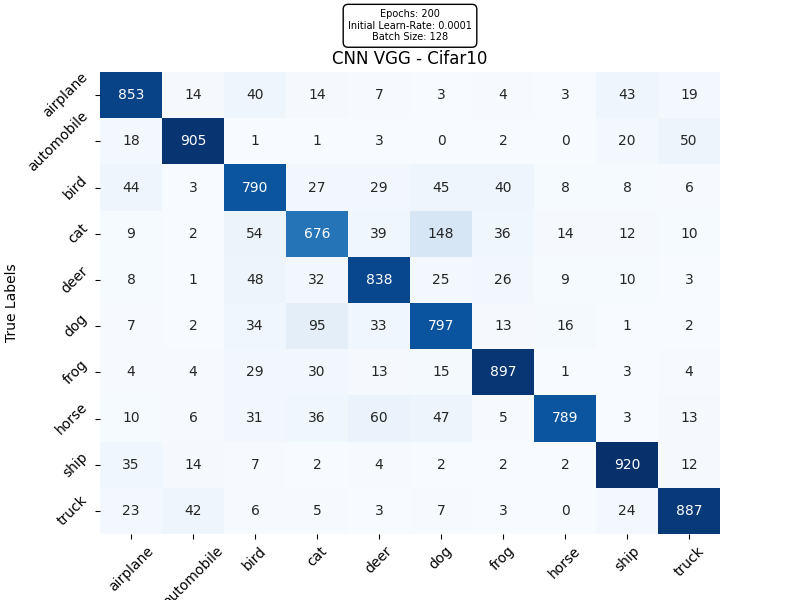 Epochs: 200
Initial Learn-Rate: 0.0001
Batch Size: 128
CNN VGG - Cifar10
True Labels
airplane 853 14 40 14 7 3 4 3 43 19
automobile 18 905 1 1 3 0 2 0 20 50
bird 44 3 790 27 29 45 40 8 8 6
cat 9 2 54 676 39 148 36 14 12 10
deer 8 1 48 32 838 25 26 9 10 3
dog 7 2 34 95 33 797 13 16 1 2
frog 4 4 29 30 13 15 897 1 3 4
horse 10 6 31 36 60 47 5 789 3 13
ship 35 14 7 2 4 2 2 2 920 12
truck 23 42 6 5 3 7 3 0 24 887
airplane automobile bird cat deer dog frog horse ship truck